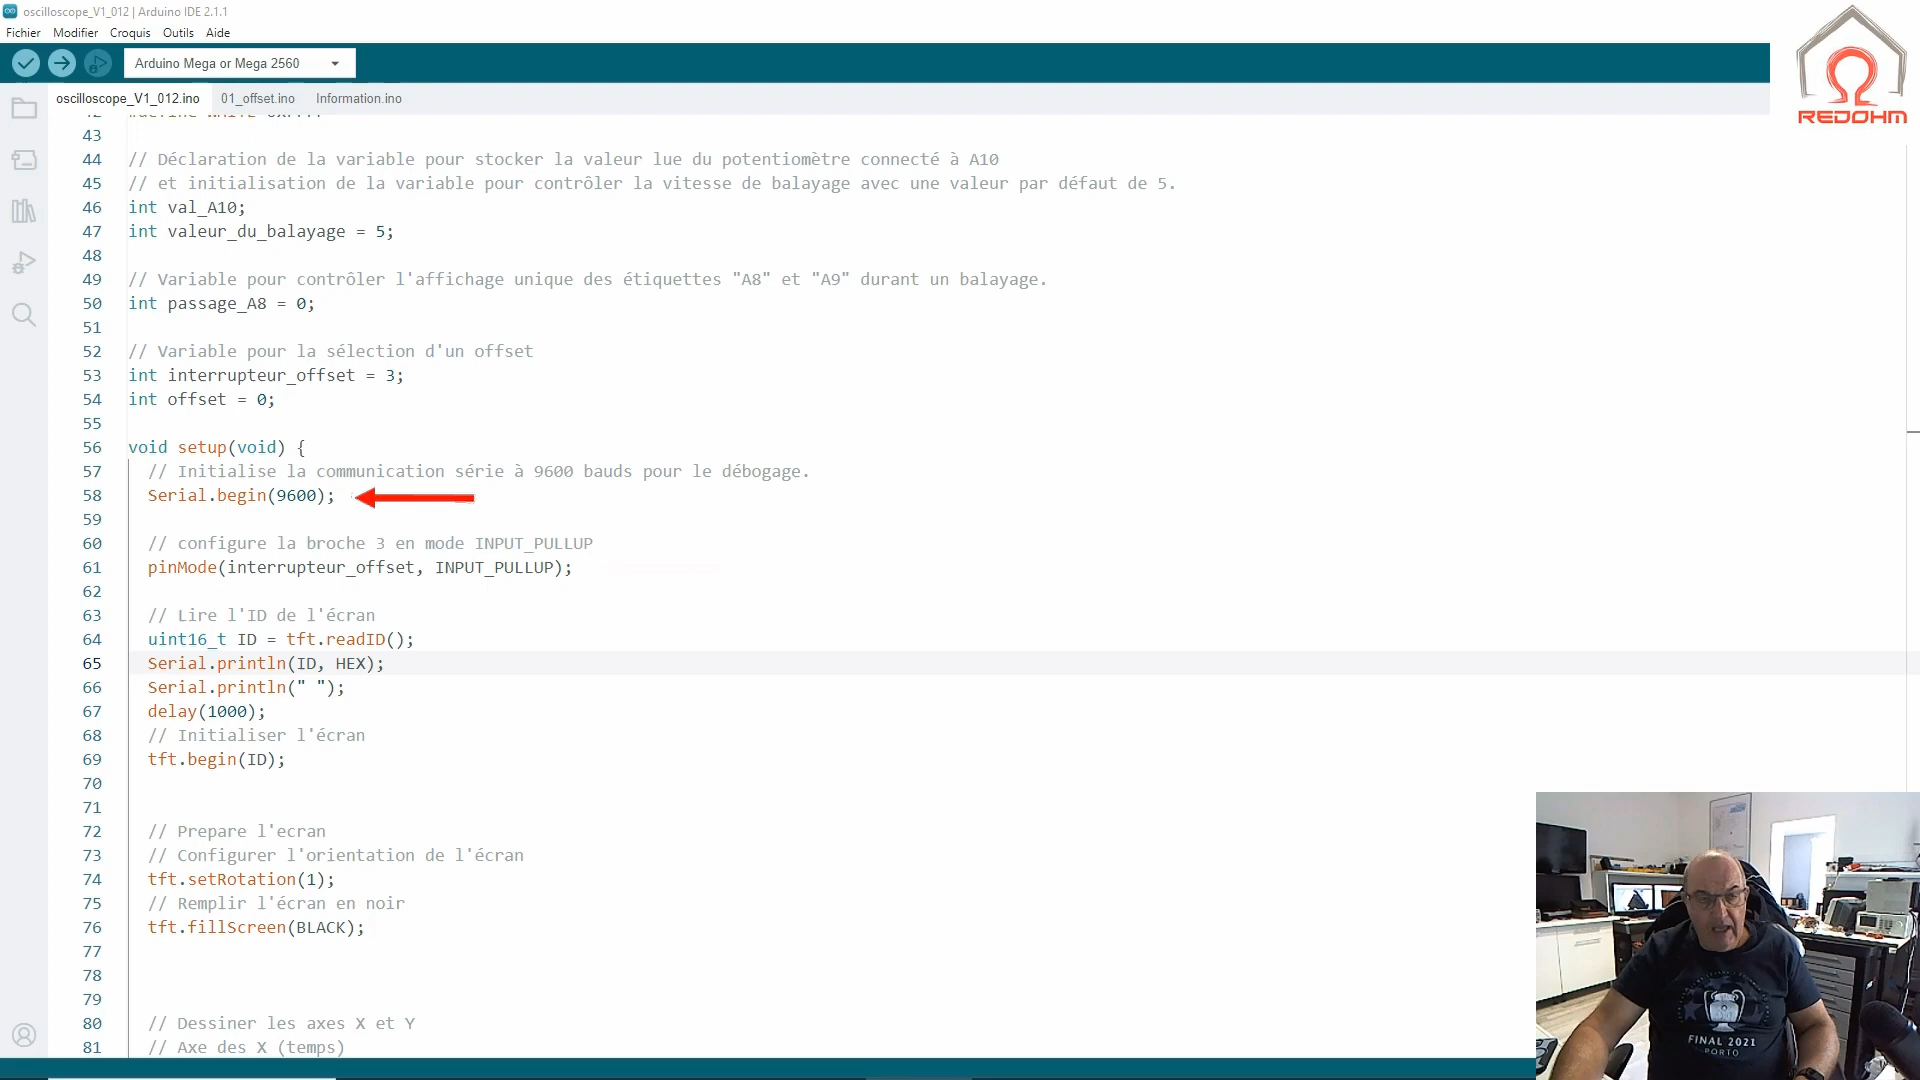 oscilloscope_V1_012 | Arduino IDE 2.1.1
Fichier Modifier Croquis Outils Aide
Arduino Mega or Mega 2560
REDOHM
oscilloscope_V1_012.ino 01_offset.ino Information.ino
43
44 // Déclaration de la variable pour stocker la valeur lue du potentiomètre connecté à A10
45 // et initialisation de la variable pour contrôler la vitesse de balayage avec une valeur par défaut de 5.
46 int val_A10;
47 int valeur_du_balayage = 5;
48
49 // Variable pour contrôler l'affichage unique des étiquettes "A8" et "A9" durant un balayage.
50 int passage_A8 = 0;
51
52 // Variable pour la sélection d'un offset
53 int interrupteur_offset = 3;
54 int offset = 0;
55
56 void setup(void) {
57 // Initialise la communication série à 9600 bauds pour le débogage.
58 Serial.begin(9600);
59
60 // configure la broche 3 en mode INPUT_PULLUP
61 pinMode(interrupteur_offset, INPUT_PULLUP);
62
63 // Lire l'ID de l'écran
64 uint16_t ID = tft.readID();
65 Serial.println(ID, HEX);
66 Serial.println(" ");
67 delay(1000);
68 // Initialiser l'écran
69 tft.begin(ID);
70
71
72 // Prepare l'ecran
73 // Configurer l'orientation de l'écran
74 tft.setRotation(1);
75 // Remplir l'écran en noir
76 tft.fillScreen(BLACK);
77
78
79
80 // Dessiner les axes X et Y
81 // Axe des X (temps)
FINAL 2021
PORTO